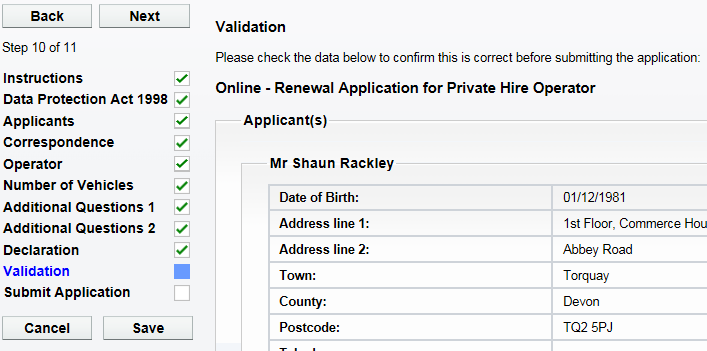 Back Next
Step 10 of 11
Instructions
Data Protection Act 1998
Applicants
Correspondence
Operator
Number of Vehicles
Additional Questions 1
Additional Questions 2
Declaration
Validation
Submit Application
Cancel Save
Validation
Please check the data below to confirm this is correct before submitting the application:
Online - Renewal Application for Private Hire Operator
Applicant(s)
Mr Shaun Rackley
Date of Birth: 01/12/1981
Address line 1: 1st Floor, Commerce Hou
Address line 2: Abbey Road
Town: Torquay
County: Devon
Postcode: TQ2 5PJ